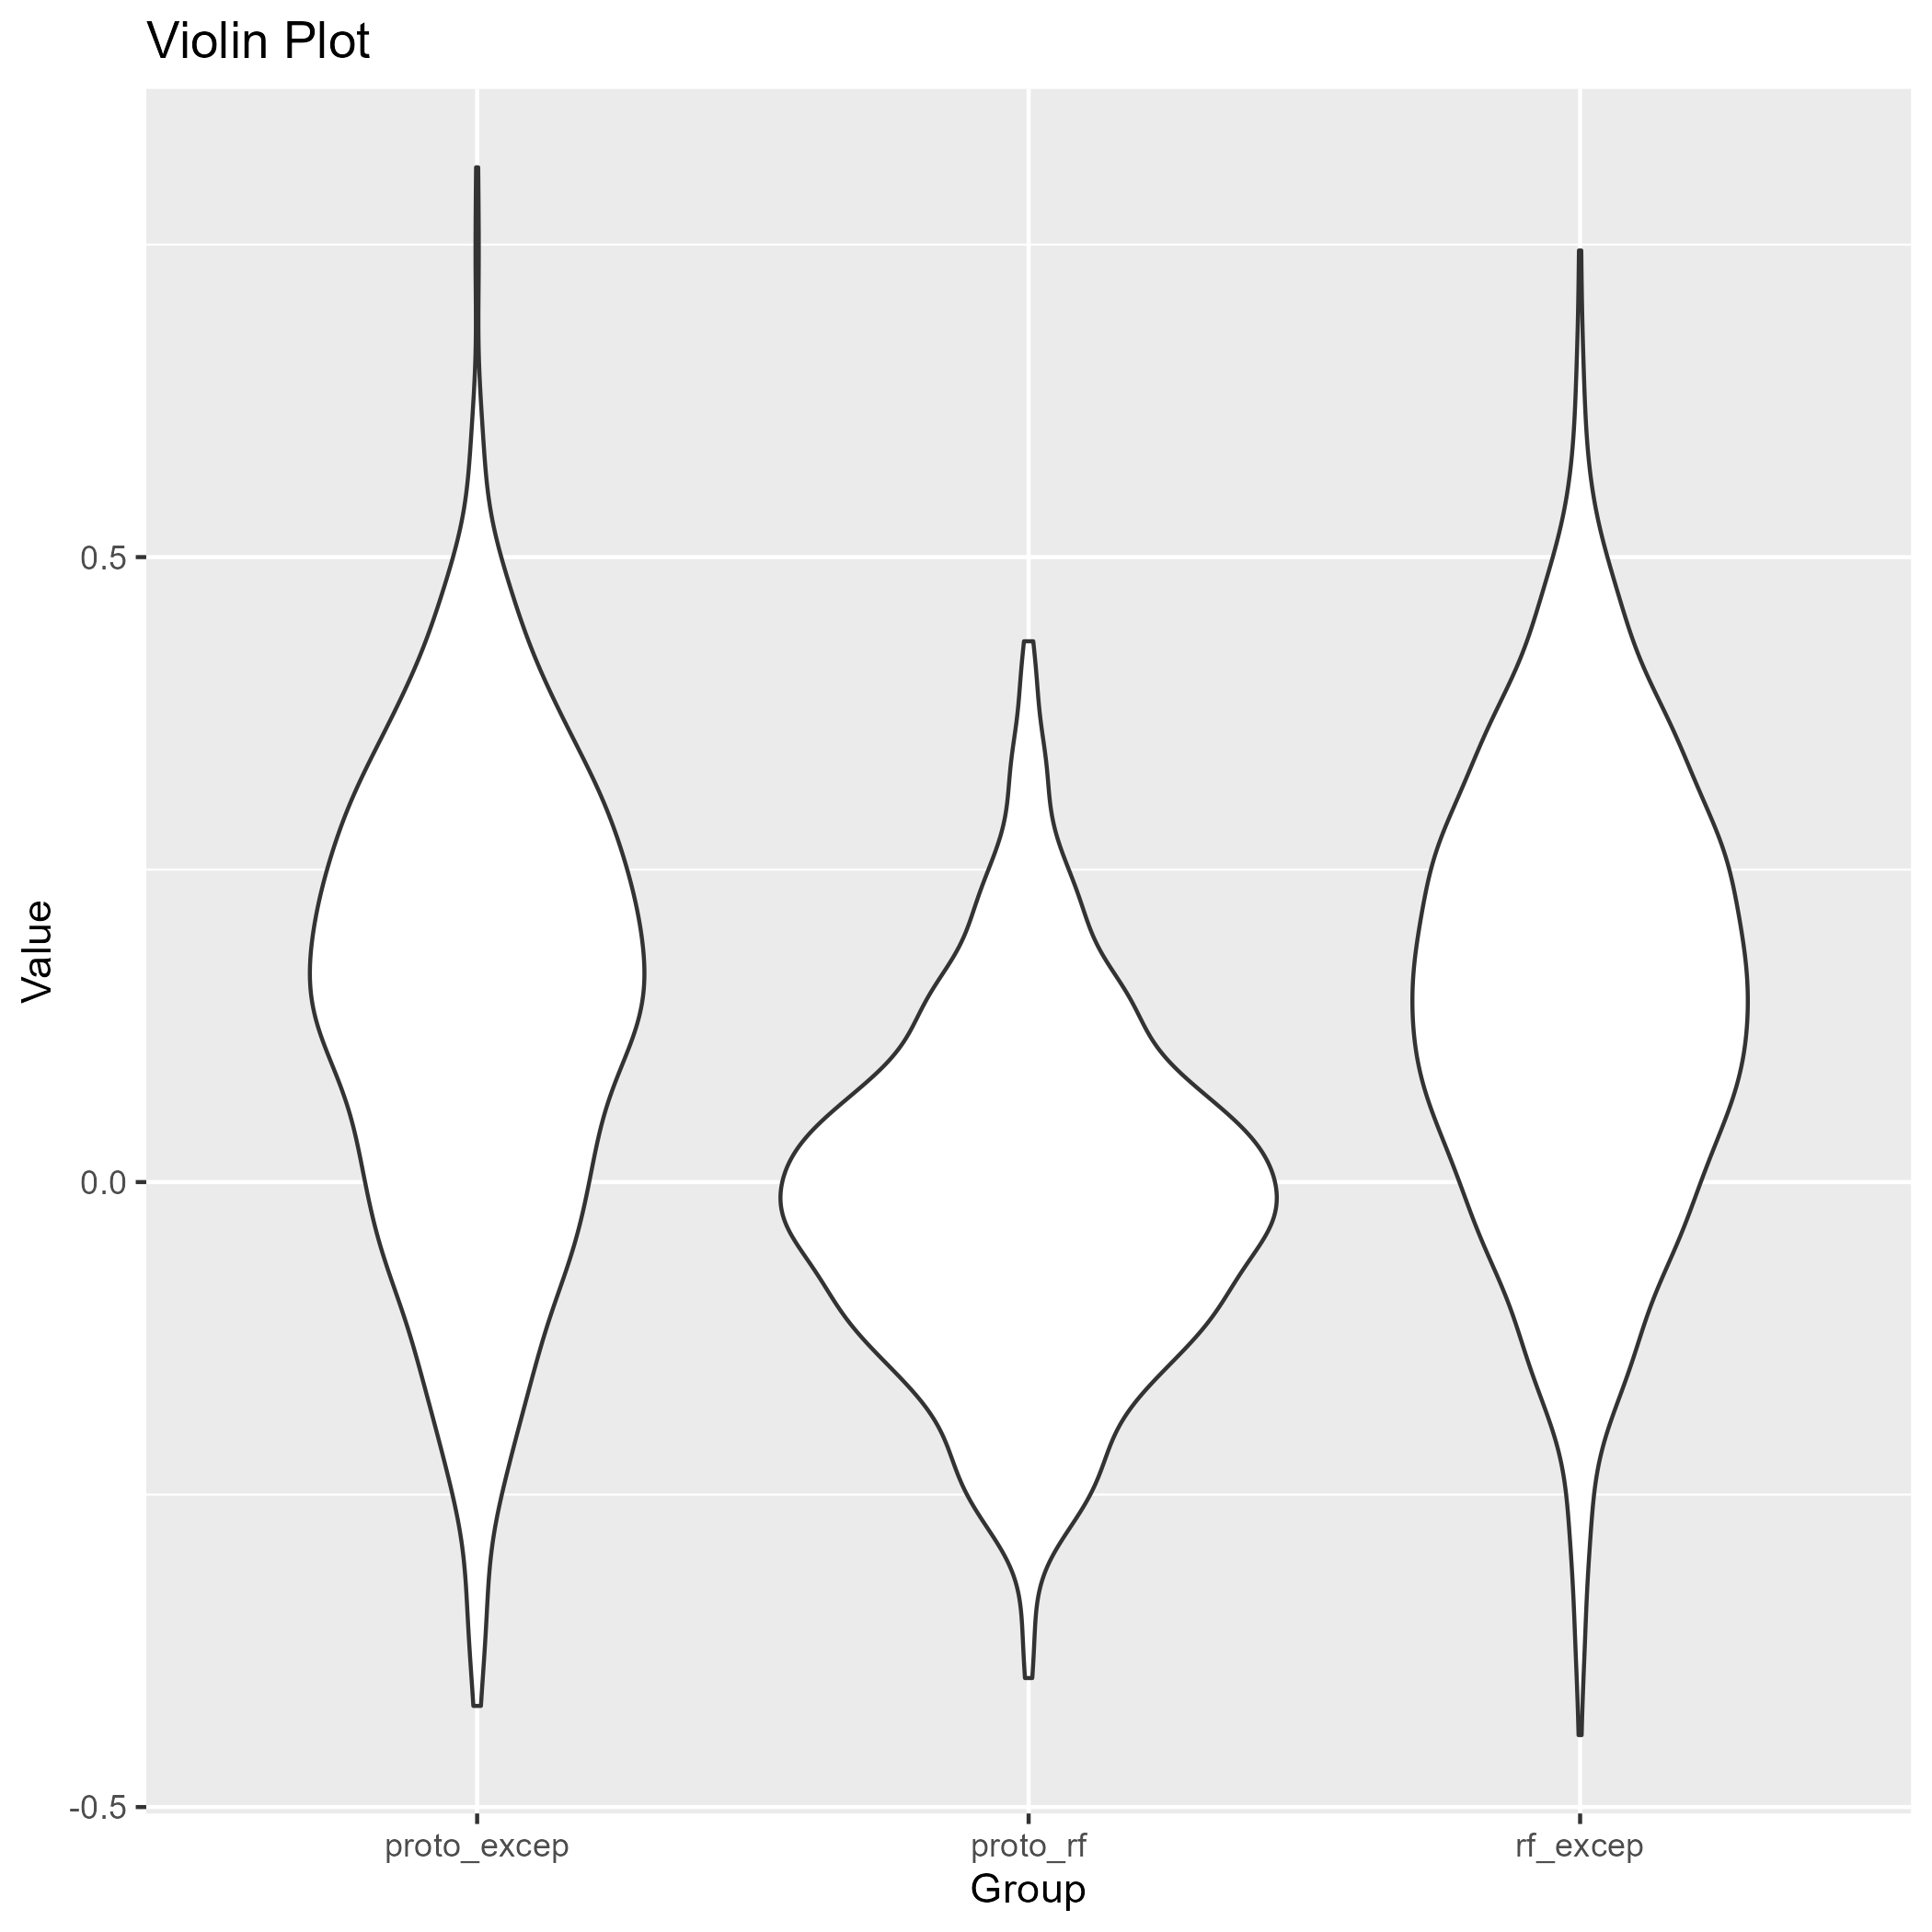 Violin Plot
Value
0.5
0.0
-0.5
proto_excep
proto_rf
rf_excep
Group